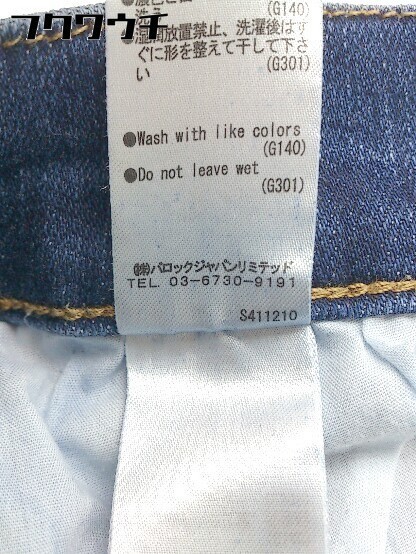 フクウウチ
(G140)
湿間放置禁止、洗濯後はす
ぐに形を整えて干して下さ
い
(G301)
●Wash with like colors
(G140)
●Do not leave wet
(G301)
㈱バロックジャパンリミテッド
TEL. 03-6730-9191
S411210